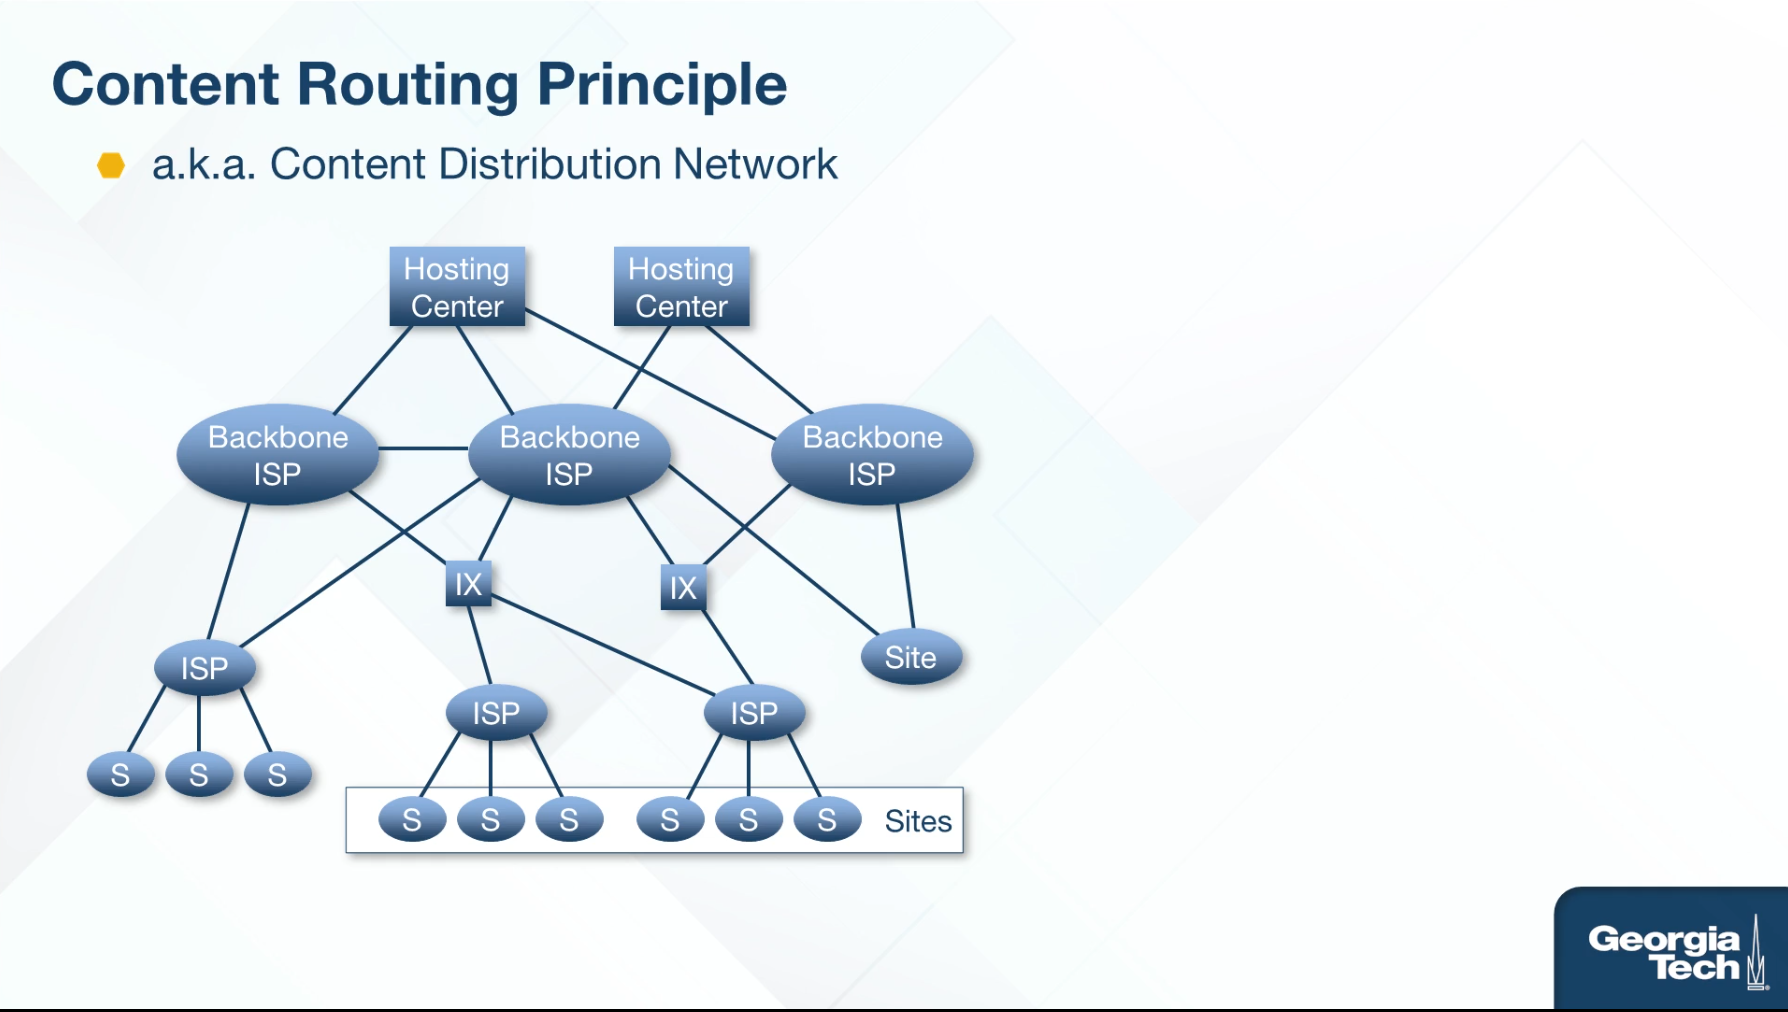 Content Routing Principle
a.k.a. Content Distribution Network
Hosting
Center
Hosting
Center
Backbone
ISP
Backbone
ISP
Backbone
ISP
IX
IX
Site
ISP
ISP
ISP
S
S
S
S
S
S
S
S
S
Sites
Georgia
Tech